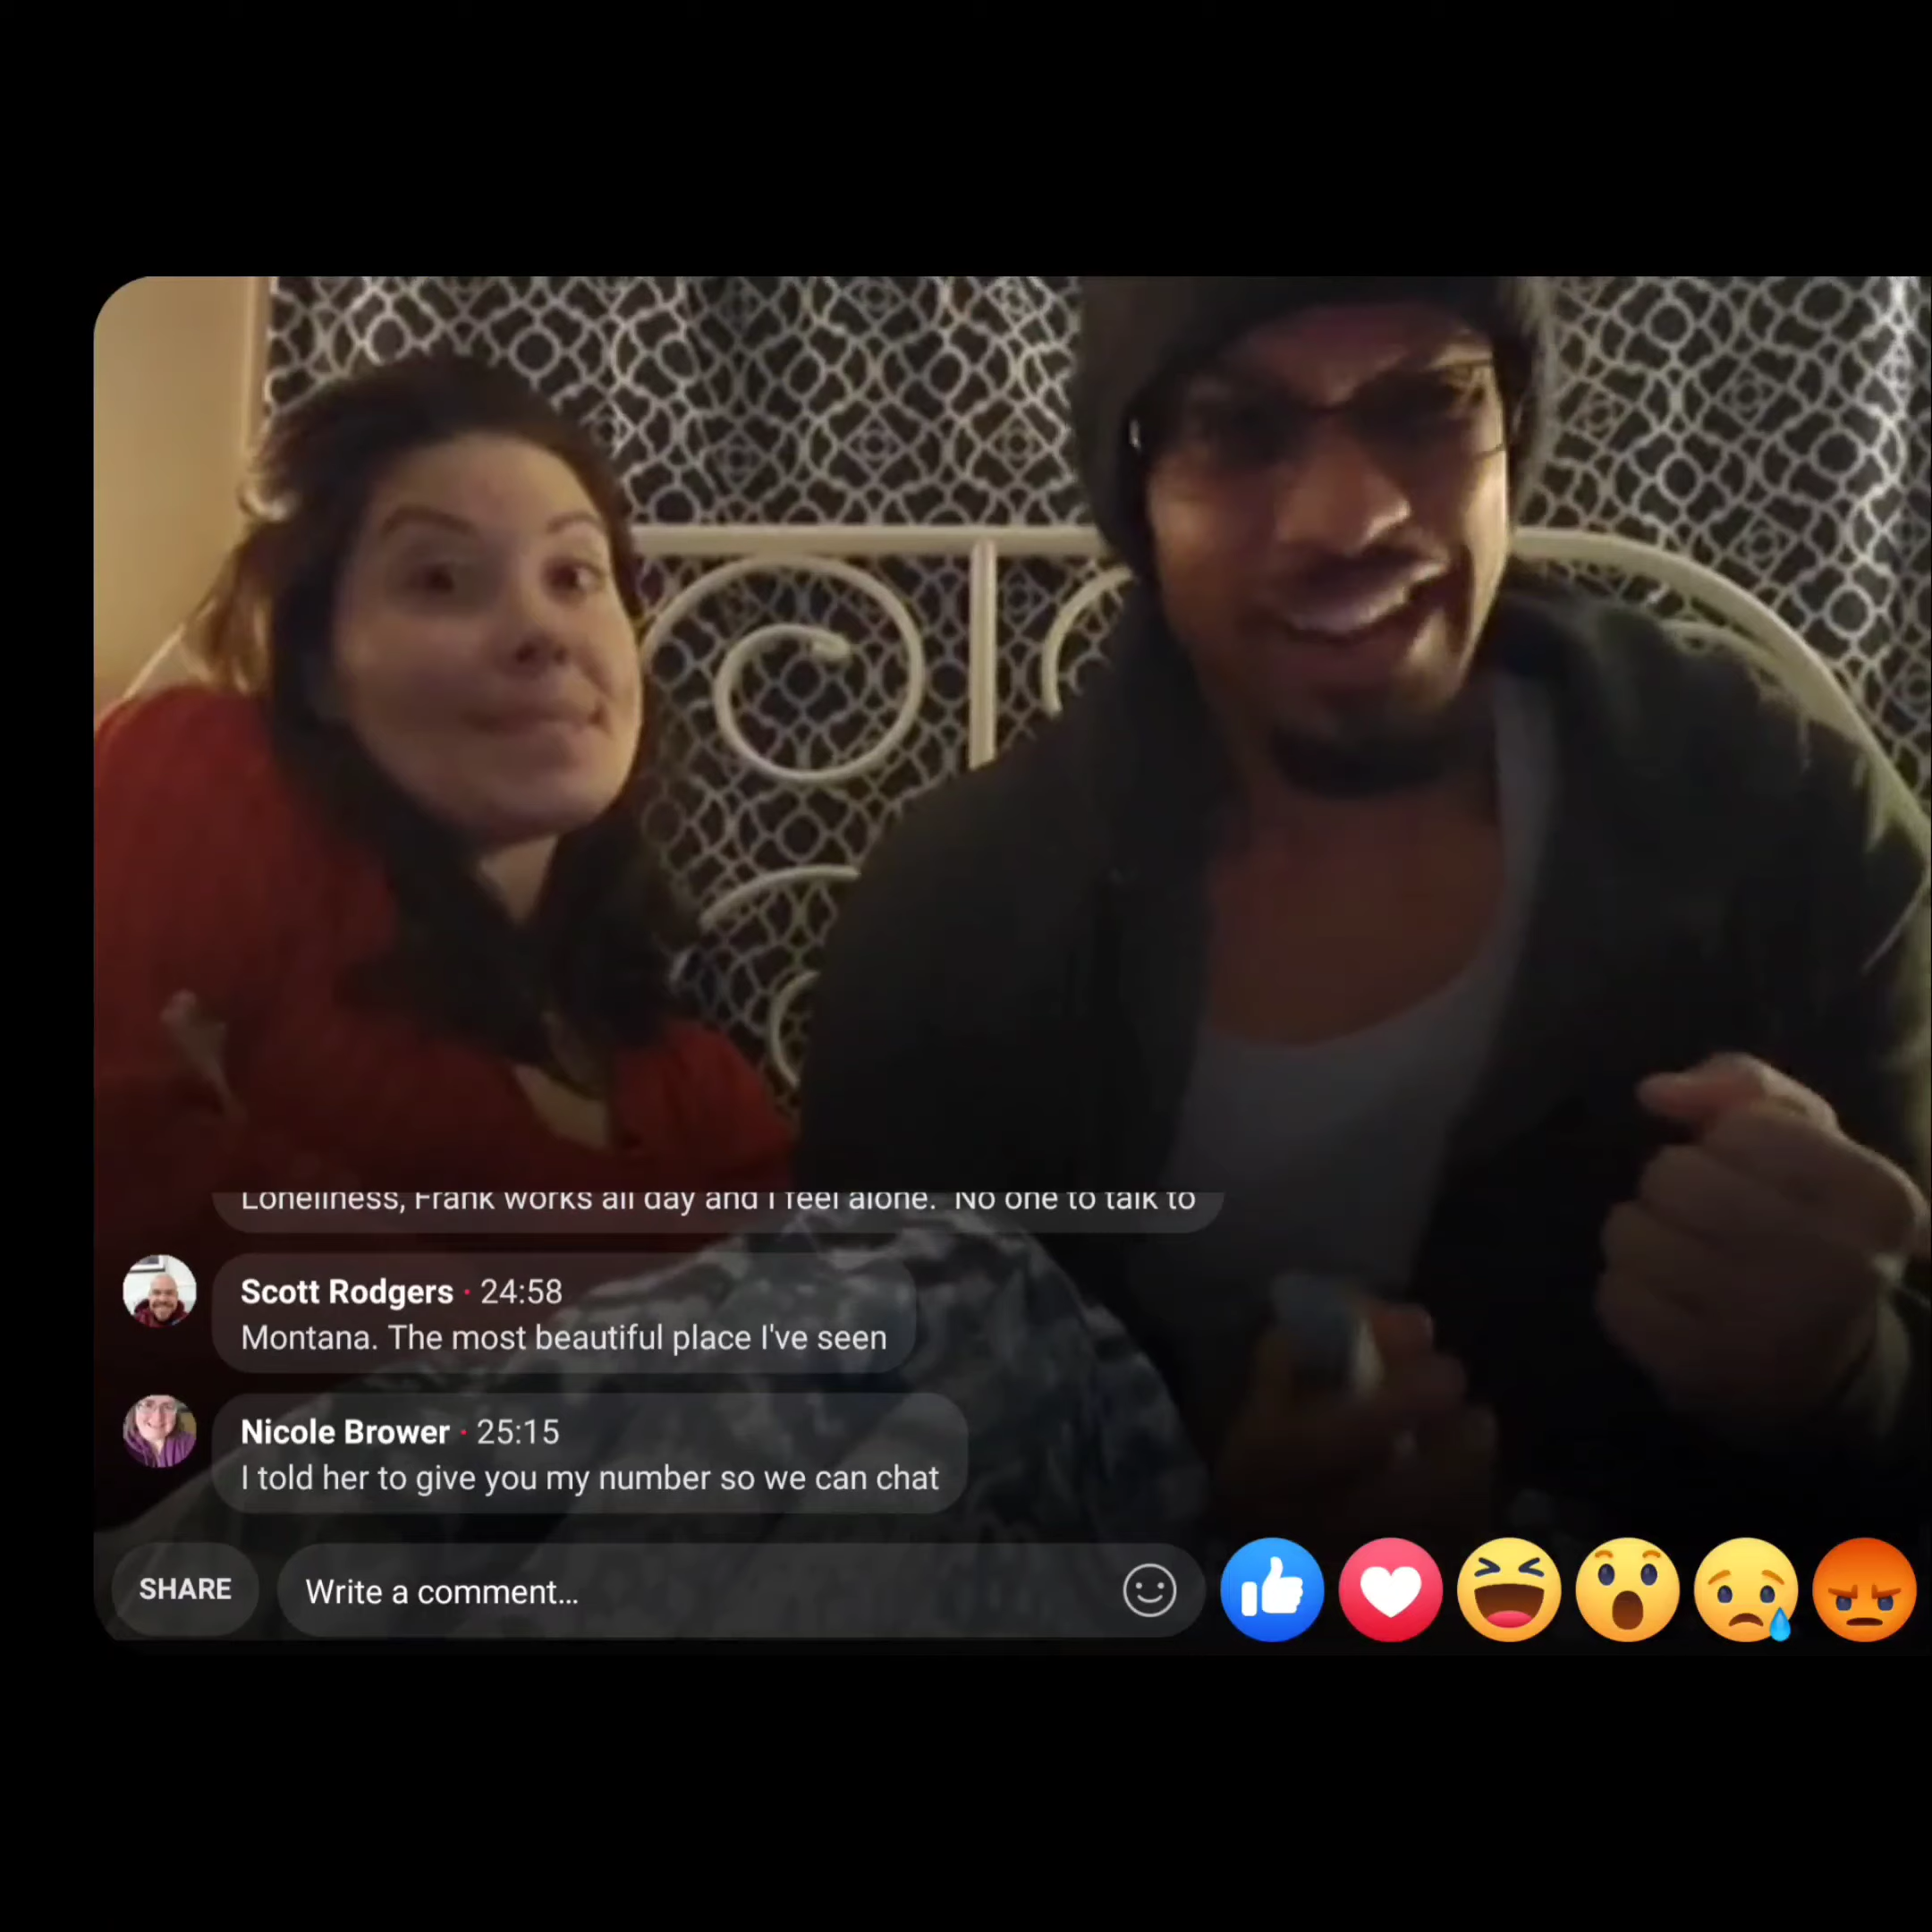 Loneliness, Frank works all day and I feel alone.  No one to talk to
Scott Rodgers · 24:58
Montana. The most beautiful place I've seen
Nicole Brower · 25:15
I told her to give you my number so we can chat
SHARE
Write a comment...